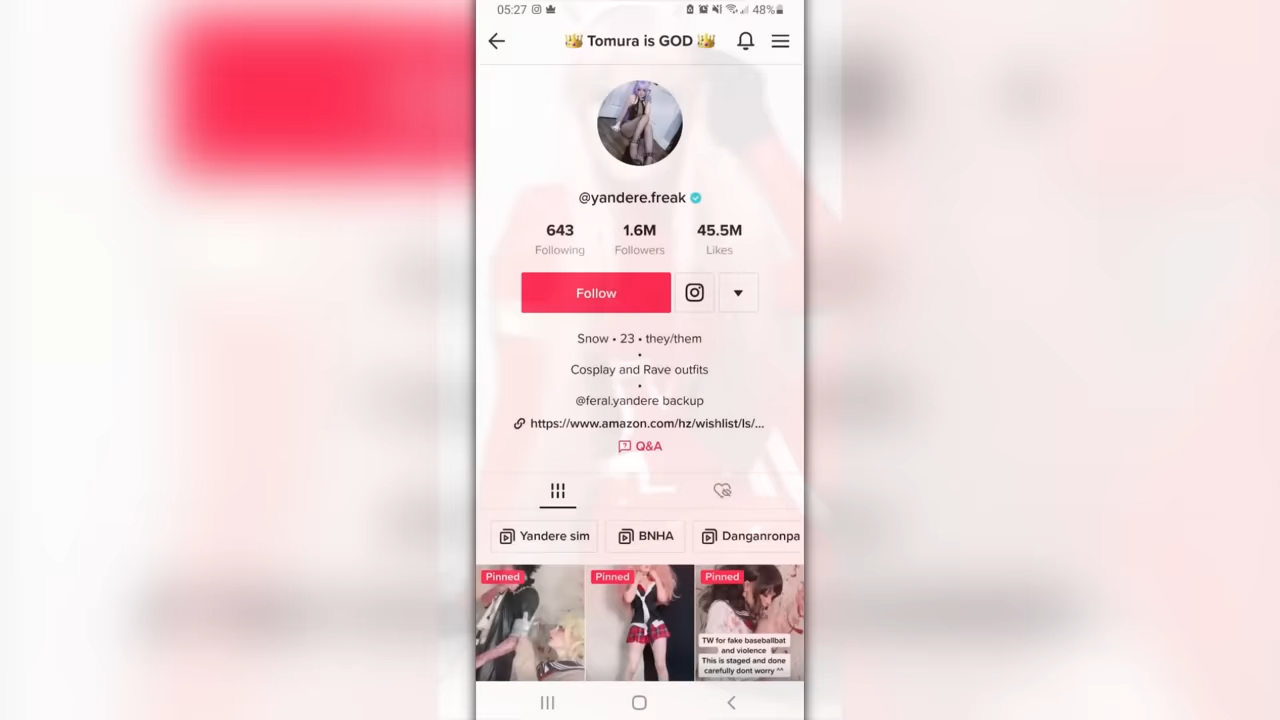 05:27 48%
👑 Tomura is GOD 👑
@yandere.freak
643 1.6M 45.5M
Following Followers Likes
Follow
Snow • 23 • they/them
•
Cosplay and Rave outfits
•
@feral.yandere backup
https://www.amazon.com/hz/wishlist/ls/...
Q&A
Yandere sim BNHA Danganronpa
Pinned Pinned Pinned
TW for fake baseballbat
and violence
This is staged and done
carefully dont worry ^^